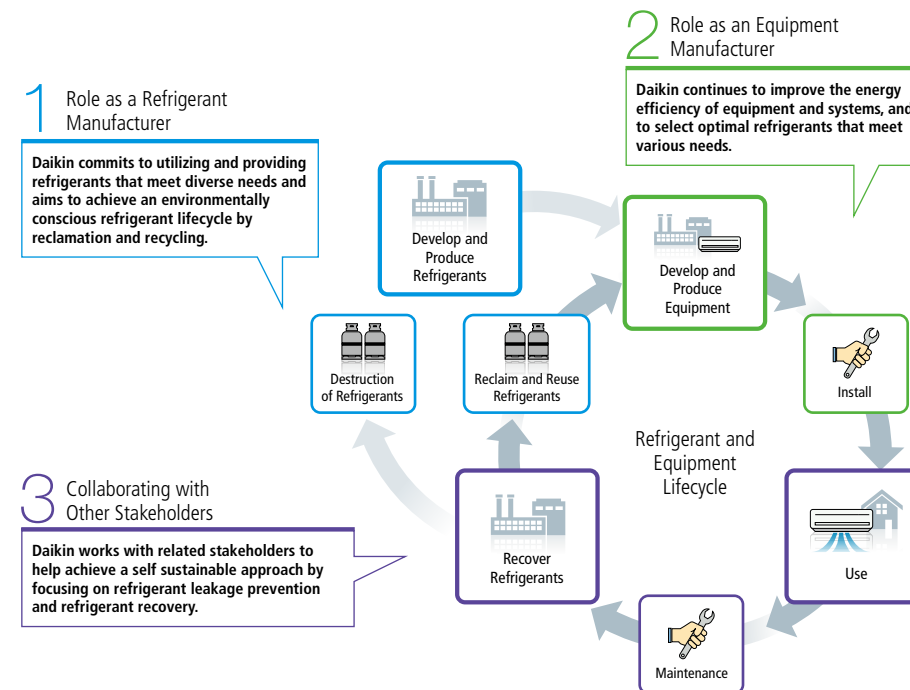 1
Role as a Refrigerant
Manufacturer
Daikin commits to utilizing and providing
refrigerants that meet diverse needs and
aims to achieve an environmentally
conscious refrigerant lifecycle by
reclamation and recycling.
2
Role as an Equipment
Manufacturer
Daikin continues to improve the energy
efficiency of equipment and systems, and
to select optimal refrigerants that meet
various needs.
Develop and
Produce
Refrigerants
Develop and
Produce
Equipment
Destruction
of Refrigerants
Reclaim and Reuse
Refrigerants
Install
Refrigerant and
Equipment
Lifecycle
3
Collaborating with
Other Stakeholders
Daikin works with related stakeholders to
help achieve a self sustainable approach by
focusing on refrigerant leakage prevention
and refrigerant recovery.
Recover
Refrigerants
Use
Maintenance